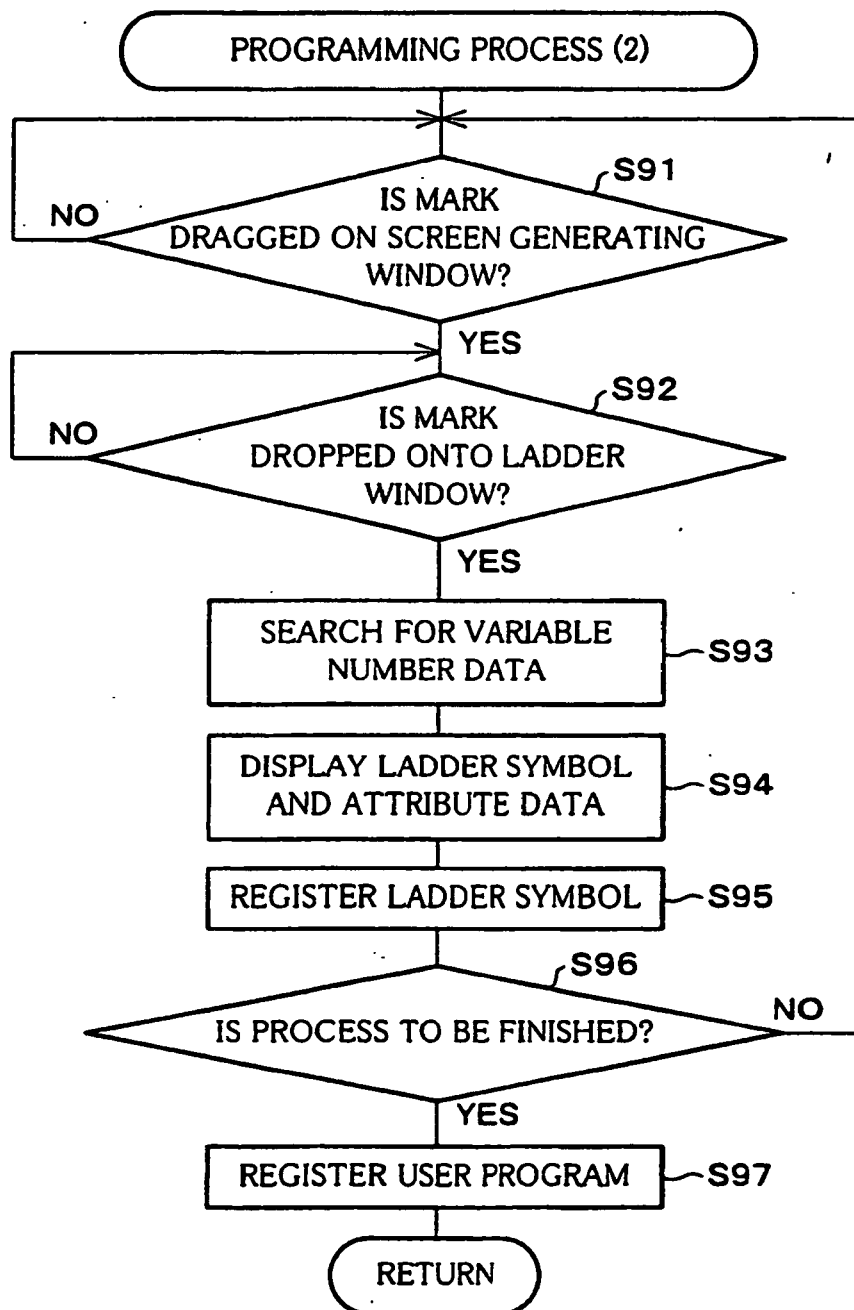 PROGRAMMING PROCESS (2)
S91
IS MARK
NO
DRAGGED ON SCREEN GENERATING
WINDOW?
YES
S92
IS MARK
NO
DROPPED ONTO LADDER
WINDOW?
YES
SEARCH FOR VARIABLE
NUMBER DATA
S93
DISPLAY LADDER SYMBOL
AND ATTRIBUTE DATA
S94
REGISTER LADDER SYMBOL
S95
S96
IS PROCESS TO BE FINISHED?
NO
YES
REGISTER USER PROGRAM
S97
RETURN